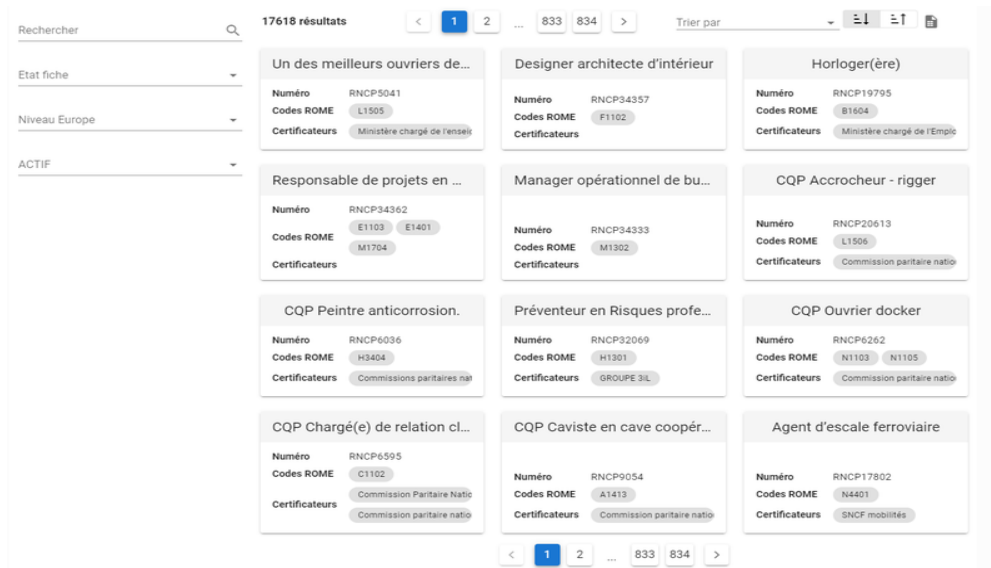 Rechercher
Etat fiche
Niveau Europe
ACTIF
17618 résultats
< 1 2 ... 833 834 >
Trier par
Un des meilleurs ouvriers de...
Numéro RNCP5041
Codes ROME L1505
Certificateurs Ministère chargé de l'enseig
Designer architecte d'intérieur
Numéro RNCP34357
Codes ROME F1102
Certificateurs
Horloger(ère)
Numéro RNCP19795
Codes ROME B1604
Certificateurs Ministère chargé de l'Emplo
Responsable de projets en ...
Numéro RNCP34362
E1103 E1401
Codes ROME
M1704
Certificateurs
Manager opérationnel de bu...
Numéro RNCP34333
Codes ROME M1302
Certificateurs
CQP Accrocheur - rigger
Numéro RNCP20613
Codes ROME L1506
Certificateurs Commission paritaire natio
CQP Peintre anticorrosion.
Numéro RNCP6036
Codes ROME H3404
Certificateurs Commissions paritaires nat
Préventeur en Risques profe...
Numéro RNCP32069
Codes ROME H1301
Certificateurs GROUPE 3iL
CQP Ouvrier docker
Numéro RNCP6262
Codes ROME N1103 N1105
Certificateurs Commission paritaire natio
CQP Chargé(e) de relation cl...
Numéro RNCP6595
Codes ROME C1102
Commission Paritaire Natio
Certificateurs
Commission paritaire natio
CQP Caviste en cave coopér...
Numéro RNCP9054
Codes ROME A1413
Certificateurs Commission paritaire natio
Agent d'escale ferroviaire
Numéro RNCP17802
Codes ROME N4401
Certificateurs SNCF mobilités
< 1 2 ... 833 834 >